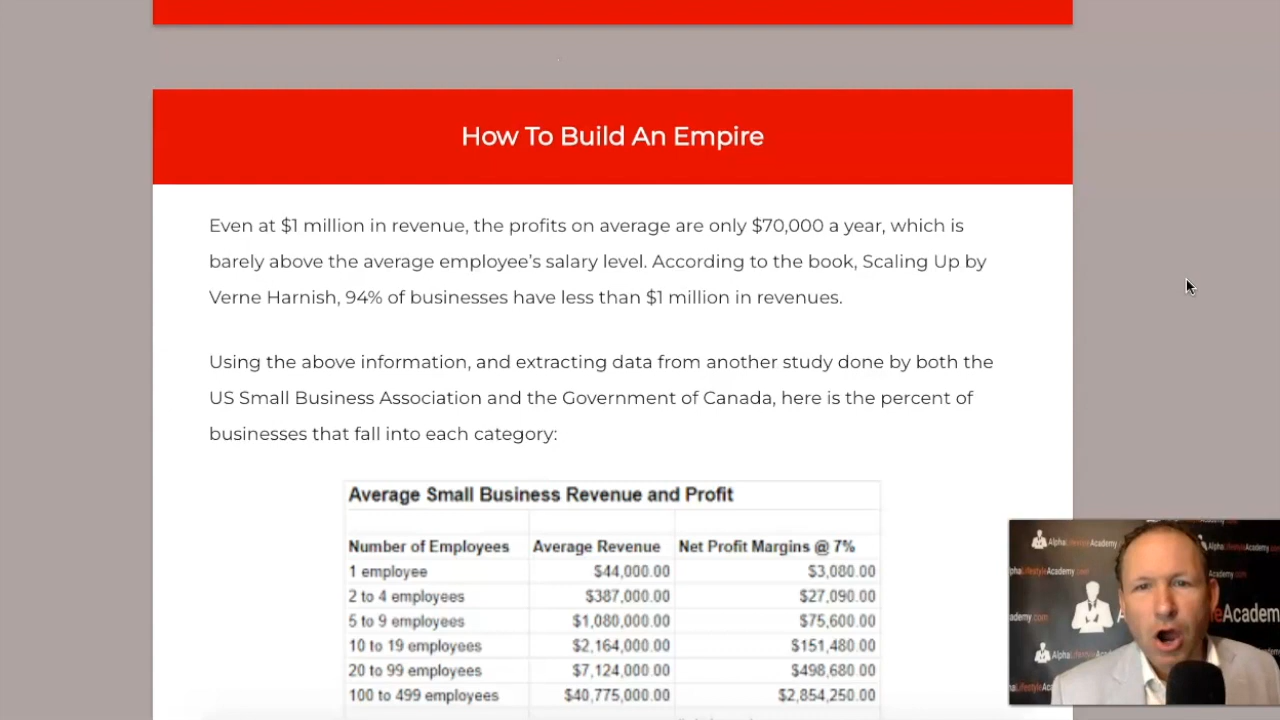 How To Build An Empire
Even at $1 million in revenue, the profits on average are only $70,000 a year, which is
barely above the average employee's salary level. According to the book, Scaling Up by
Verne Harnish, 94% of businesses have less than $1 million in revenues.
Using the above information, and extracting data from another study done by both the
US Small Business Association and the Government of Canada, here is the percent of
businesses that fall into each category:
Average Small Business Revenue and Profit
Number of Employees Average Revenue Net Profit Margins @ 7%
1 employee $44,000.00 $3,080.00
2 to 4 employees $387,000.00 $27,090.00
5 to 9 employees $1,080,000.00 $75,600.00
10 to 19 employees $2,164,000.00 $151,480.00
20 to 99 employees $7,124,000.00 $498,680.00
100 to 499 employees $40,775,000.00 $2,854,250.00
AlphaLifestyleAcademy